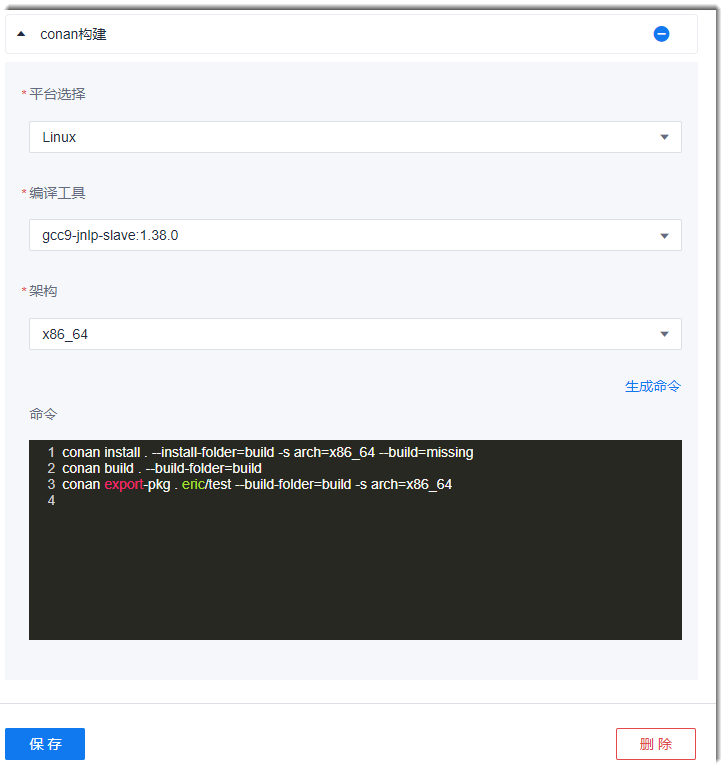 conan构建
*平台选择
Linux
*编译工具
gcc9-jnlp-slave:1.38.0
*架构
x86_64
生成命令
命令
1 conan install . --install-folder=build -s arch=x86_64 --build=missing
2 conan build . --build-folder=build
3 conan export-pkg . eric/test --build-folder=build -s arch=x86_64
4
保 存
删 除